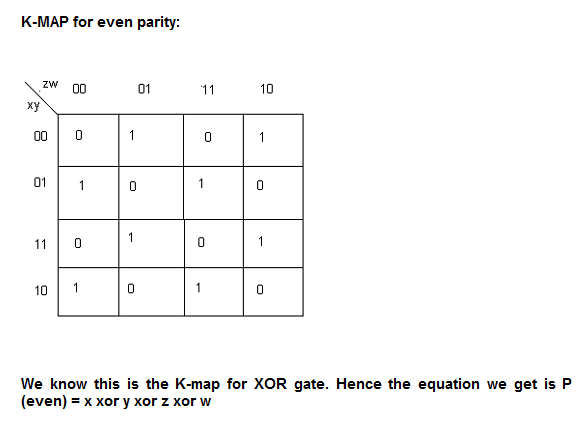 K-MAP for even parity:
zw 00 01 11 10
xy
00 0 1 0 1
01 1 0 1 0
11 0 1 0 1
10 1 0 1 0
We know this is the K-map for XOR gate. Hence the equation we get is P
(even) = x xor y xor z xor w